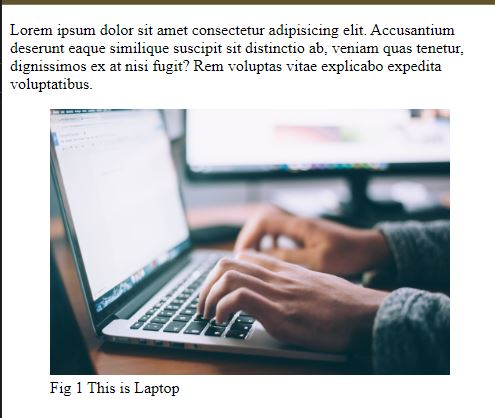 Lorem ipsum dolor sit amet consectetur adipisicing elit. Accusantium
deserunt eaque similique suscipit sit distinctio ab, veniam quas tenetur,
dignissimos ex at nisi fugit? Rem voluptas vitae explicabo expedita
voluptatibus.
Fig 1 This is Laptop